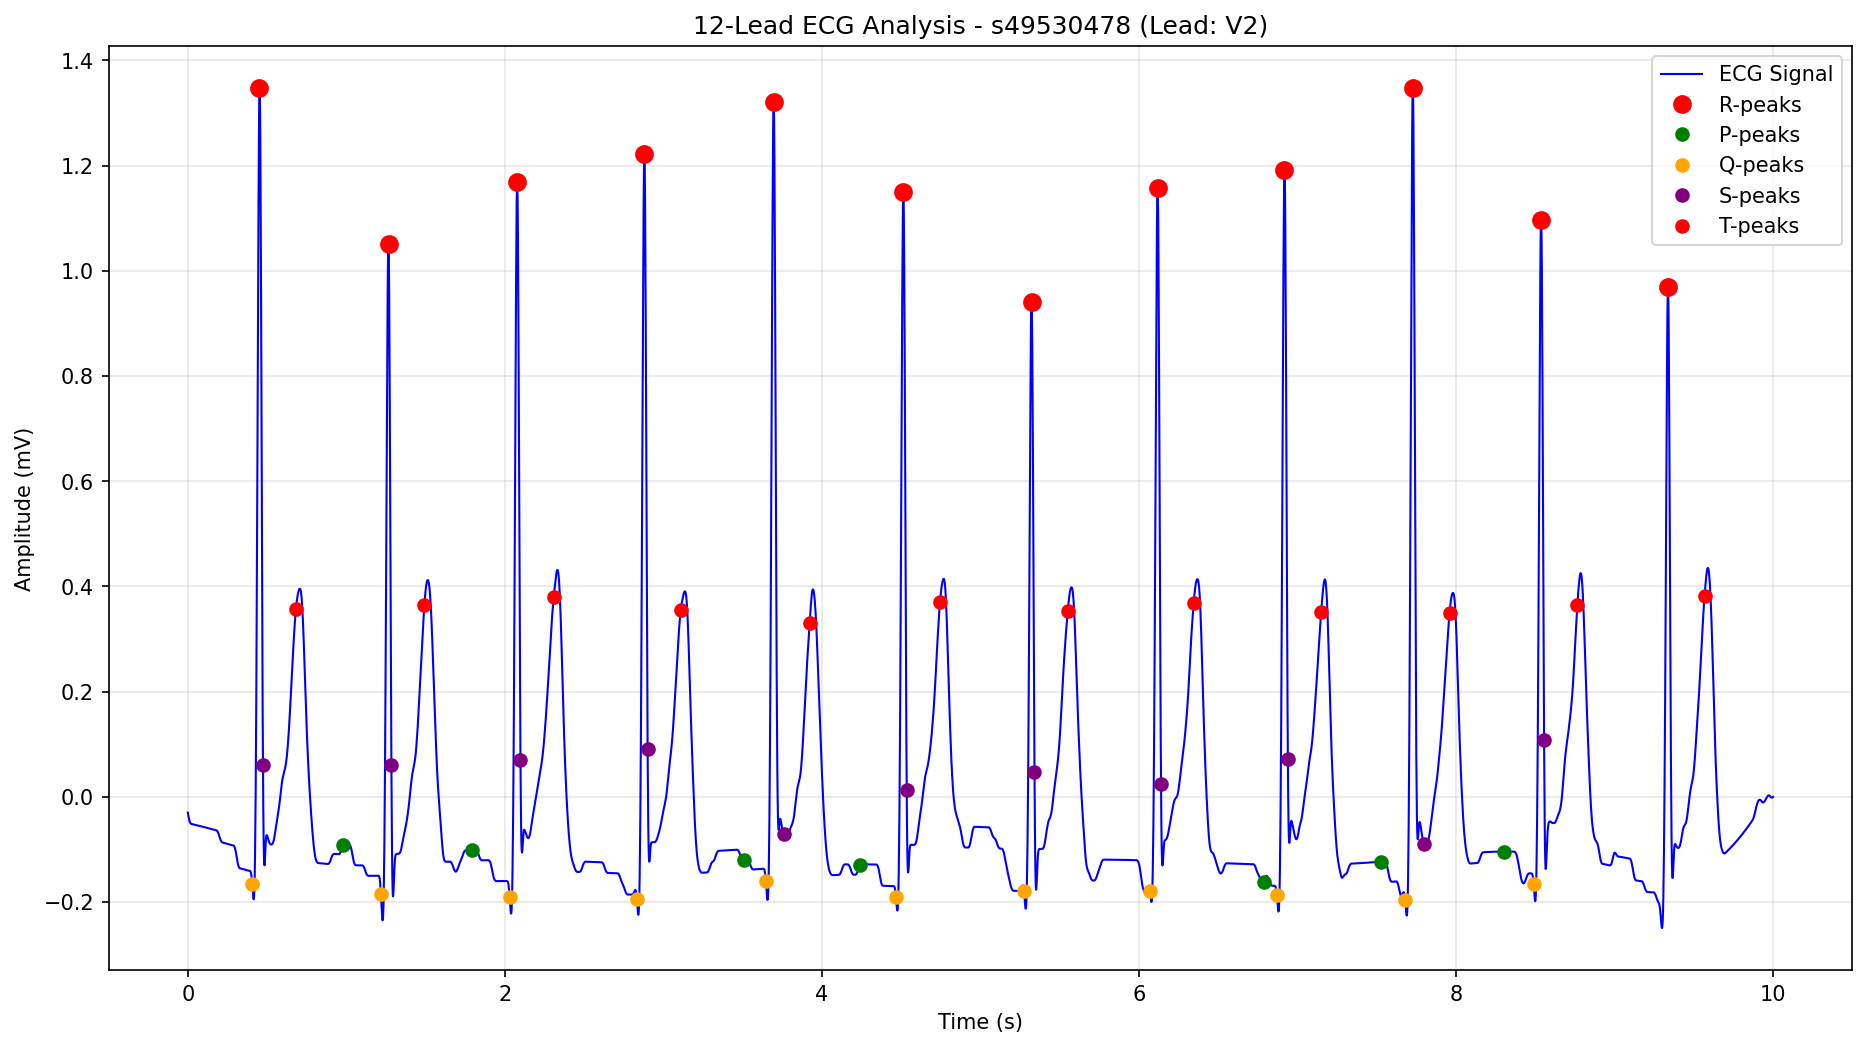 12-Lead ECG Analysis - s49530478 (Lead: V2)
1.4
1.2
1.0
0.8
0.6
0.4
0.2
0.0
−0.2
Amplitude (mV)
ECG Signal
R-peaks
P-peaks
Q-peaks
S-peaks
T-peaks
0 2 4 6 8 10
Time (s)